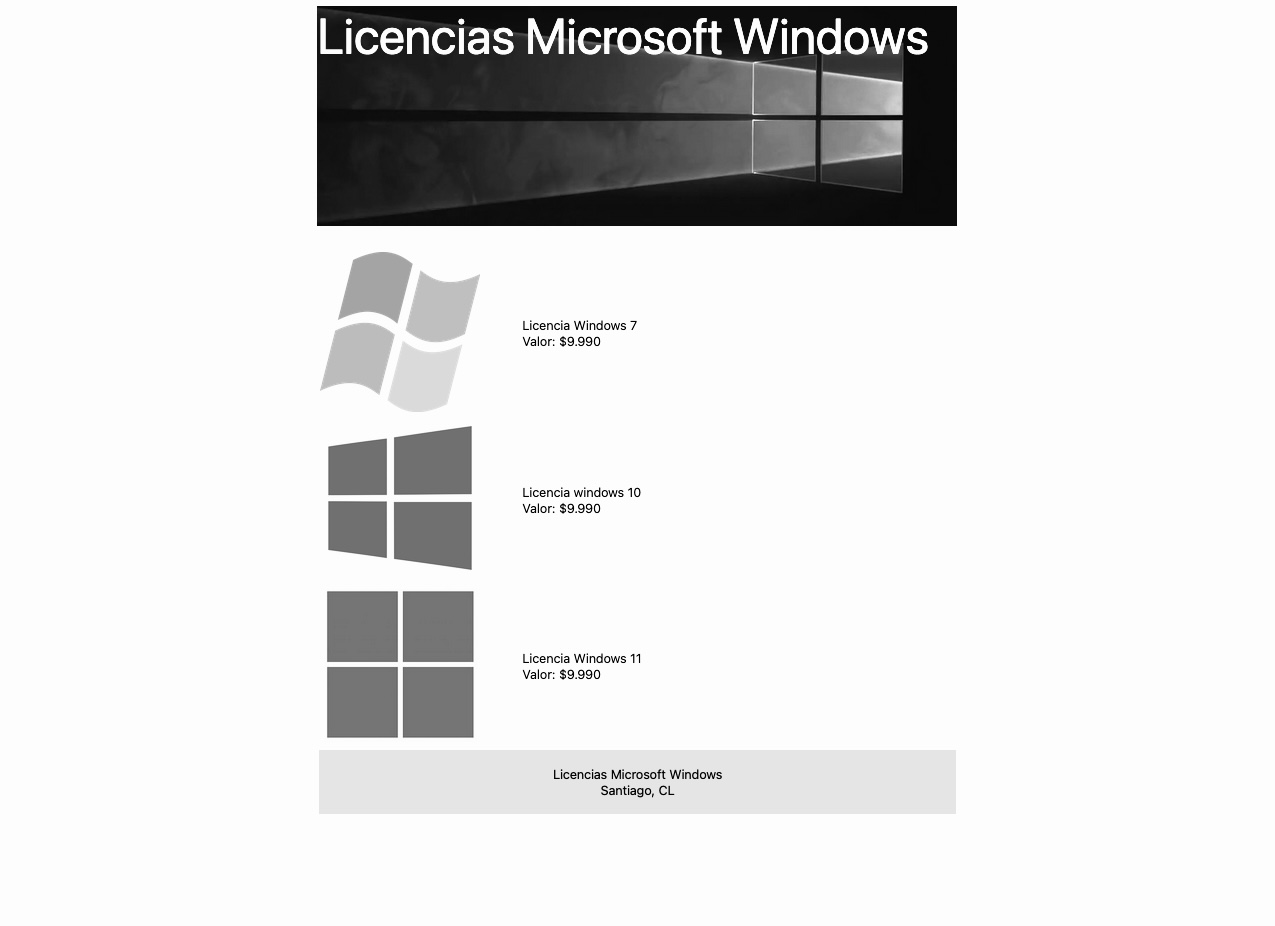 Licencias Microsoft Windows
Licencia Windows 7
Valor: $9.990
Licencia windows 10
Valor: $9.990
Licencia Windows 11
Valor: $9.990
Licencias Microsoft Windows
Santiago, CL